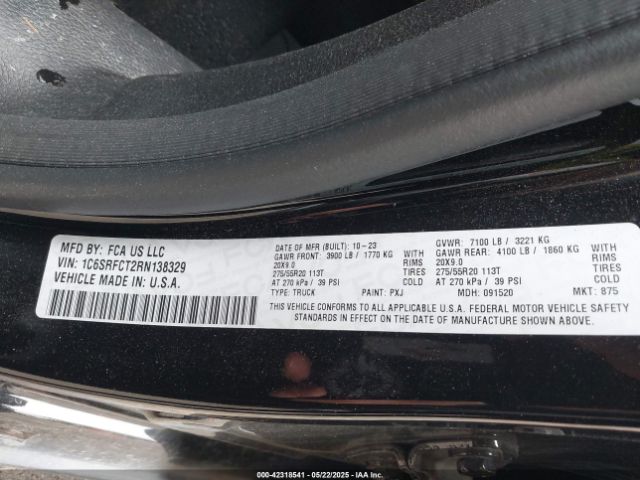 MFD BY: FCA US LLC
VIN: 1C6SRFCT2RN138329
VEHICLE MADE IN U.S.A.
DATE OF MFR (BUILT): 10-23 GVWR: 7100 LB / 3221 KG
GAWR FRONT: 3900 LB / 1770 KG WITH GAWR REAR: 4100 LB / 1860 KG WITH
20X9.0 RIMS 20X9.0 RIMS
275/55R20 113T TIRES 275/55R20 113T TIRES
AT 270 kPa / 39 PSI COLD AT 270 kPa / 39 PSI COLD
TYPE: TRUCK PAINT: PXJ MDH: 091520 MKT: 875
THIS VEHICLE CONFORMS TO ALL APPLICABLE U.S.A. FEDERAL MOTOR VEHICLE SAFETY
STANDARDS IN EFFECT ON THE DATE OF MANUFACTURE SHOWN ABOVE.
000-42318541 - 05/22/2025 - IAAI.COM